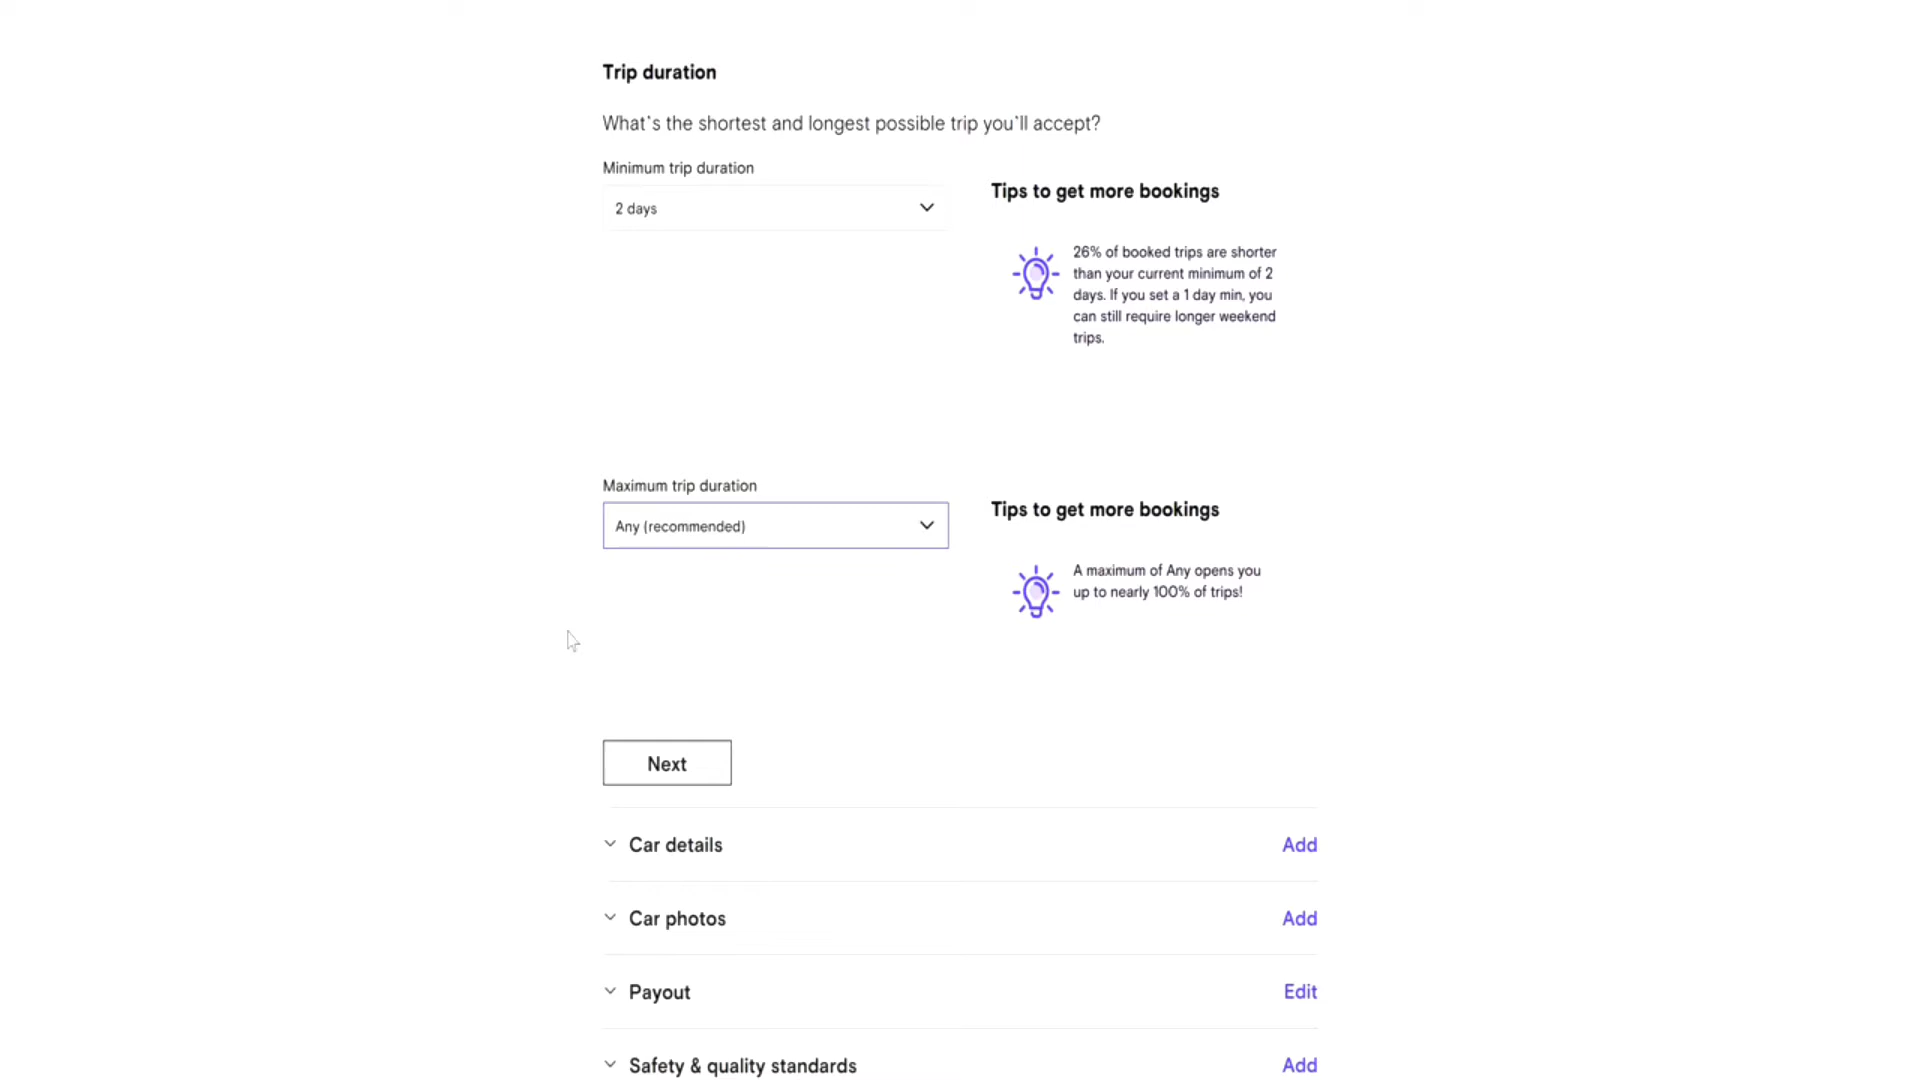 Trip duration
What's the shortest and longest possible trip you'll accept?
Minimum trip duration
2 days
Tips to get more bookings
26% of booked trips are shorter
than your current minimum of 2
days. If you set a 1 day min, you
can still require longer weekend
trips.
Maximum trip duration
Any (recommended)
Tips to get more bookings
A maximum of Any opens you
up to nearly 100% of trips!
Next
Car details Add
Car photos Add
Payout Edit
Safety & quality standards Add